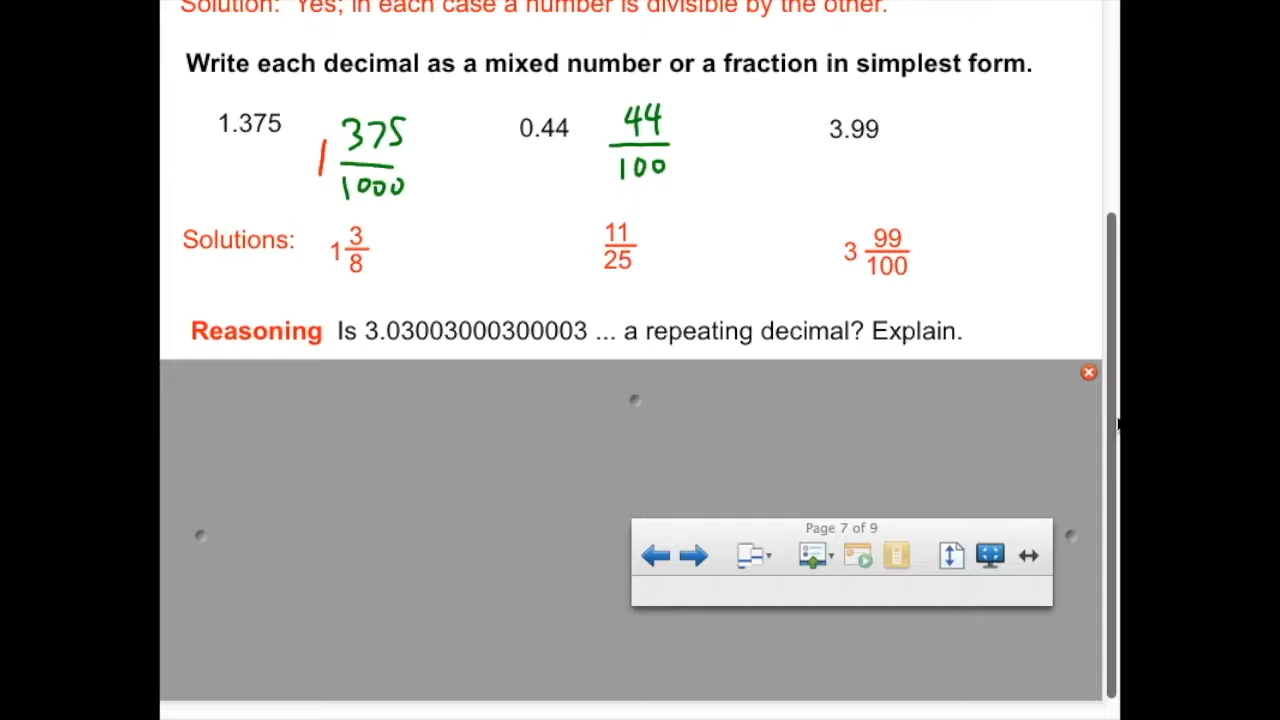 Solution: Yes; in each case a number is divisible by the other.
Write each decimal as a mixed number or a fraction in simplest form.
1.375 1 375/1000 0.44 44/100 3.99
Solutions: 1 3/8 11/25 3 99/100
Reasoning Is 3.03003000300003 ... a repeating decimal? Explain.
Page 7 of 9